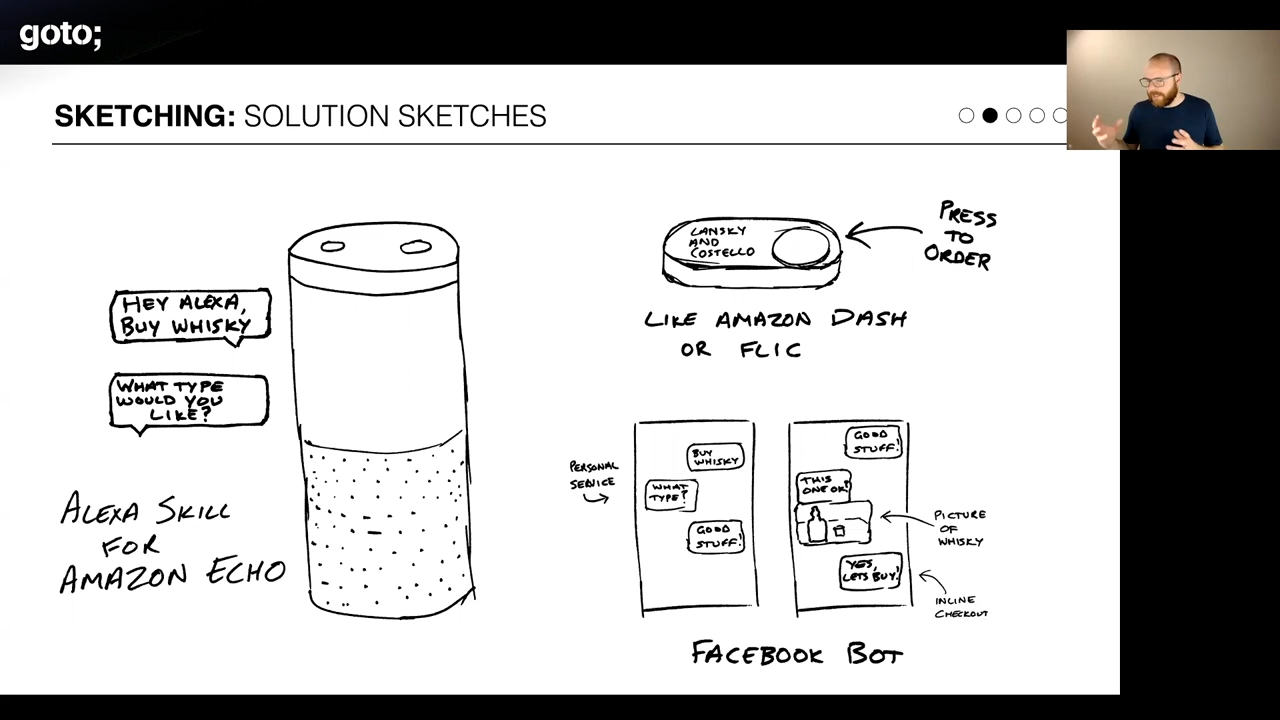 goto;
SKETCHING: SOLUTION SKETCHES
HEY ALEXA,
BUY WHISKY
WHAT TYPE
WOULD YOU
LIKE?
ALEXA SKILL
FOR
AMAZON ECHO
LANSKY
AND
COSTELLO
PRESS
TO
ORDER
LIKE AMAZON DASH
OR FLIC
PERSONAL
SERVICE
BUY
WHISKY
WHAT
TYPE?
GOOD
STUFF!
GOOD
STUFF!
THIS
ONE OK?
YES,
LETS BUY!
PICTURE
OF
WHISKY
INLINE
CHECKOUT
FACEBOOK BOT